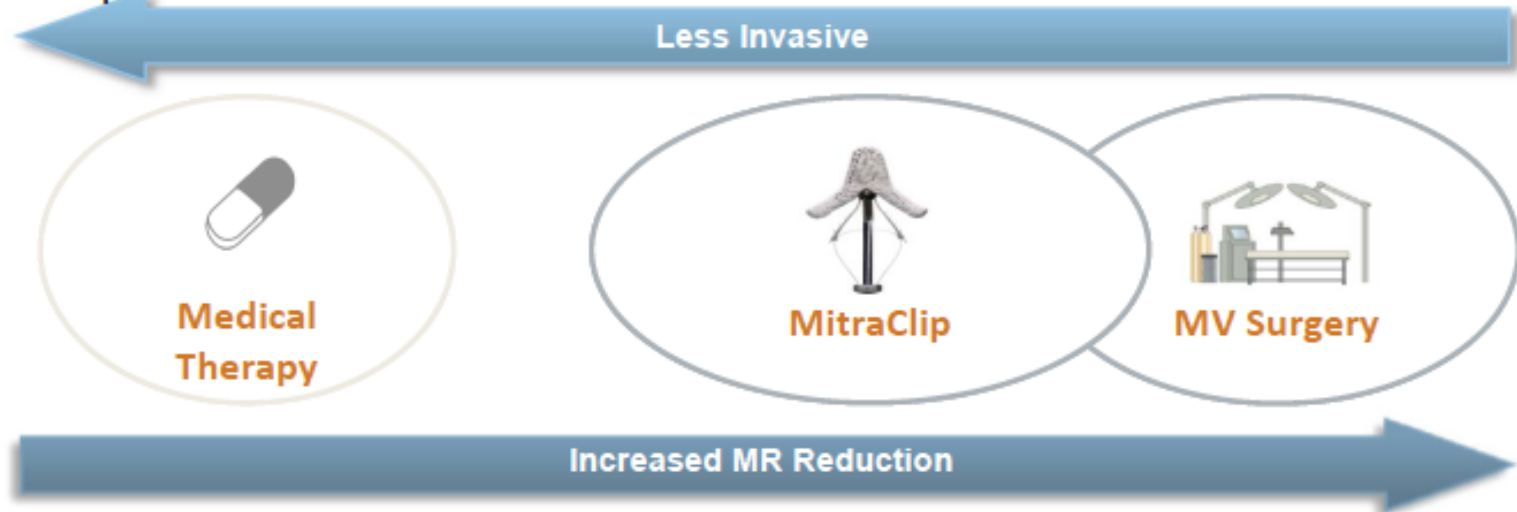 Less Invasive
Medical
Therapy
MitraClip
MV Surgery
Increased MR Reduction